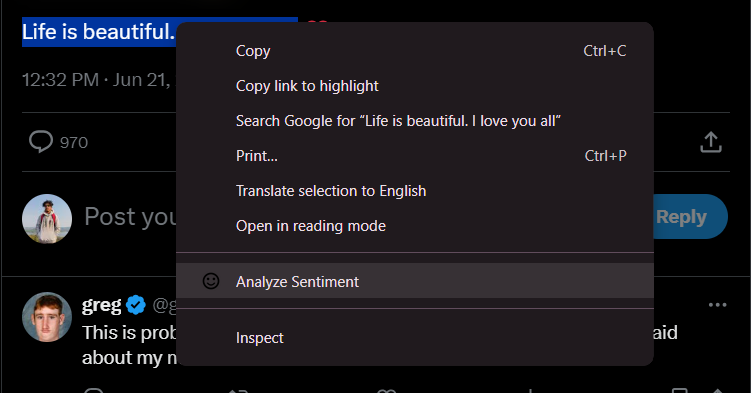 Life is beautiful.
12:32 PM · Jun 21,
970
Post you
Reply
greg @g
This is prob
aid
about my m
Copy Ctrl+C
Copy link to highlight
Search Google for “Life is beautiful. I love you all”
Print... Ctrl+P
Translate selection to English
Open in reading mode
Analyze Sentiment
Inspect